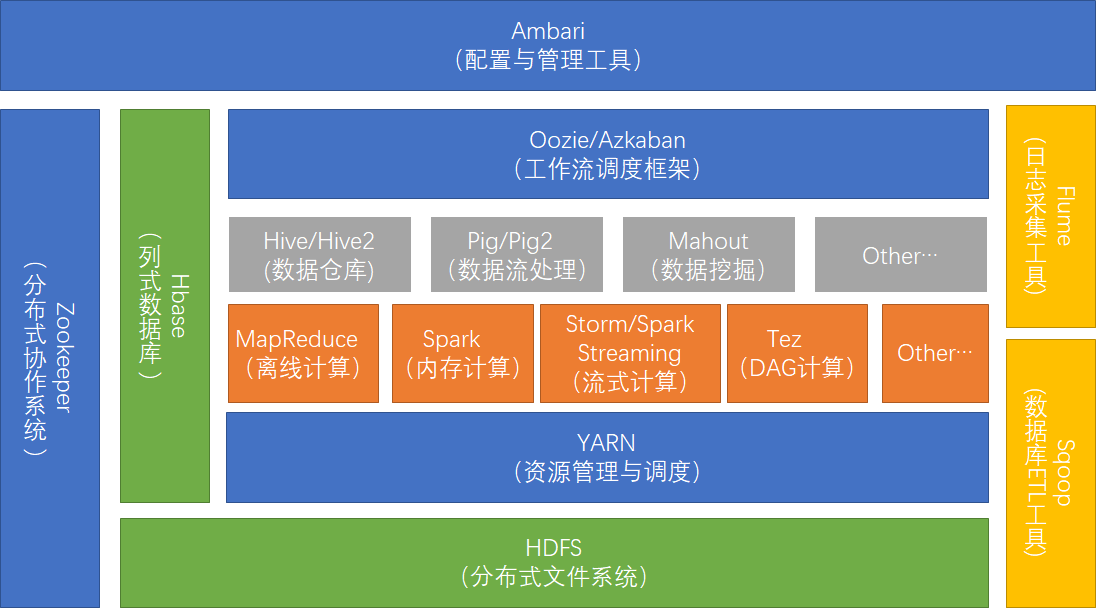 Ambari
（配置与管理工具）
Zookeeper
（分布式协作系统）
Hbase
（列式数据库）
Oozie/Azkaban
（工作流调度框架）
Hive/Hive2
(数据仓库)
Pig/Pig2
（数据流处理）
Mahout
（数据挖掘）
Other…
MapReduce
（离线计算）
Spark
（内存计算）
Storm/Spark
Streaming
（流式计算）
Tez
（DAG计算）
Other…
YARN
（资源管理与调度）
HDFS
（分布式文件系统）
Flume
（日志采集工具）
Sqoop
（数据库ETL工具）